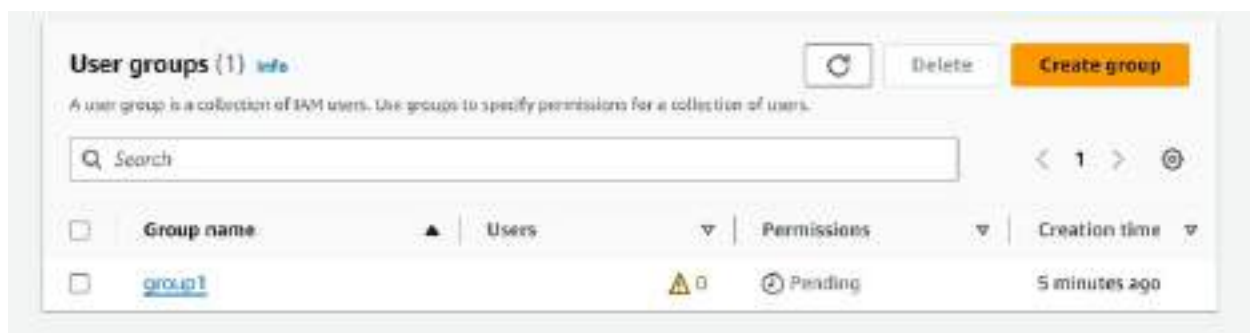 User groups (1) Info
Delete
Create group
A user group is a collection of IAM users. Use groups to specify permissions for a collection of users.
Search
1
Group name Users Permissions Creation time
group1 0 Pending 5 minutes ago